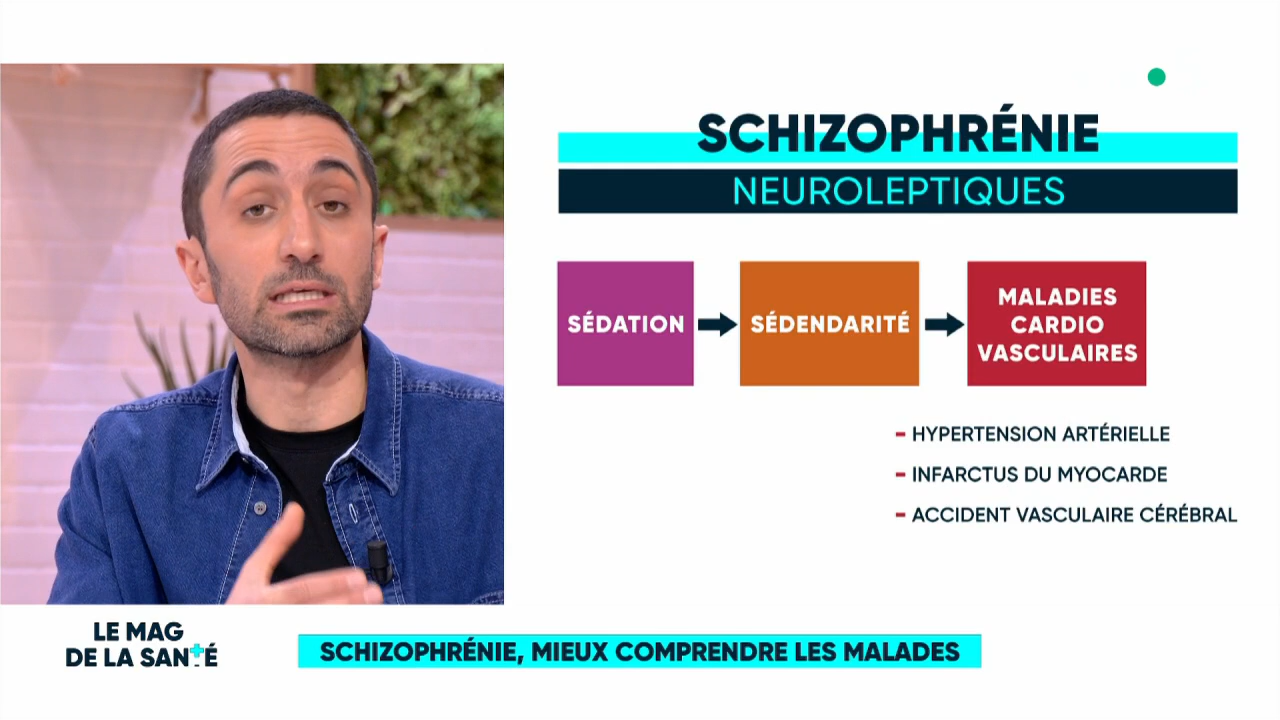 SCHIZOPHRÉNIE
NEUROLEPTIQUES
SÉDATION
SÉDENDARITÉ
MALADIES
CARDIO
VASCULAIRES
- HYPERTENSION ARTÉRIELLE
- INFARCTUS DU MYOCARDE
- ACCIDENT VASCULAIRE CÉRÉBRAL
LE MAG
DE LA SANTÉ
SCHIZOPHRÉNIE, MIEUX COMPRENDRE LES MALADES